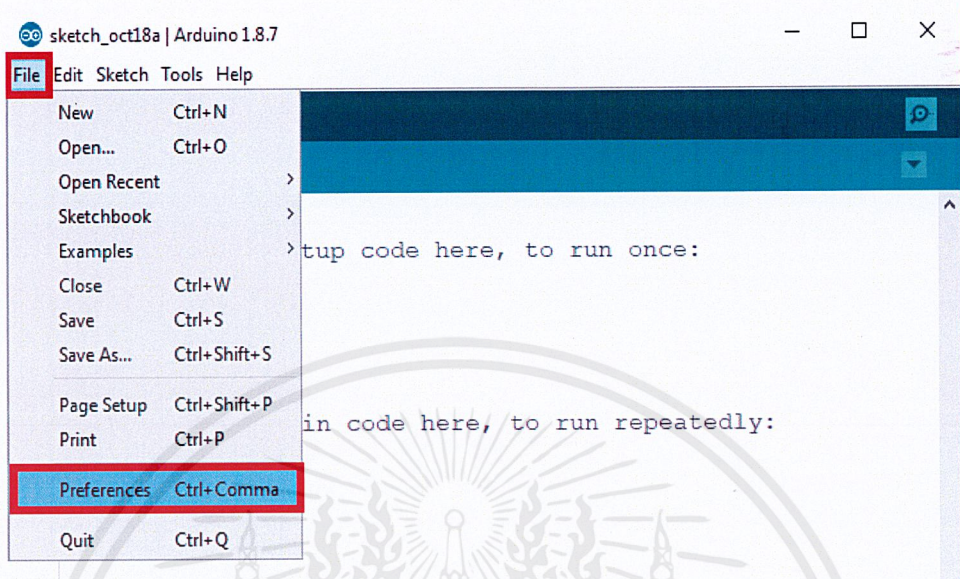 sketch_oct18a | Arduino 1.8.7
File Edit Sketch Tools Help
New Ctrl+N
Open... Ctrl+O
Open Recent
Sketchbook
Examples
tup code here, to run once:
Close Ctrl+W
Save Ctrl+S
Save As... Ctrl+Shift+S
Page Setup Ctrl+Shift+P
in code here, to run repeatedly:
Print Ctrl+P
Preferences Ctrl+Comma
Quit Ctrl+Q